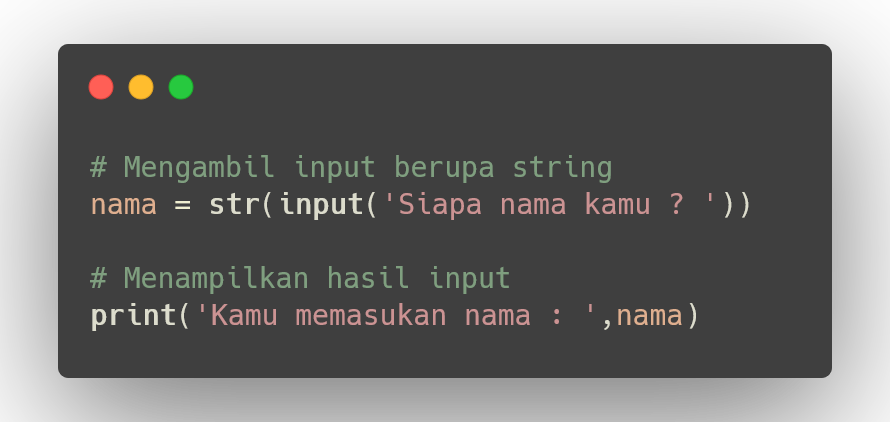 # Mengambil input berupa string
nama = str(input('Siapa nama kamu ? '))
# Menampilkan hasil input
print('Kamu memasukan nama : ',nama)